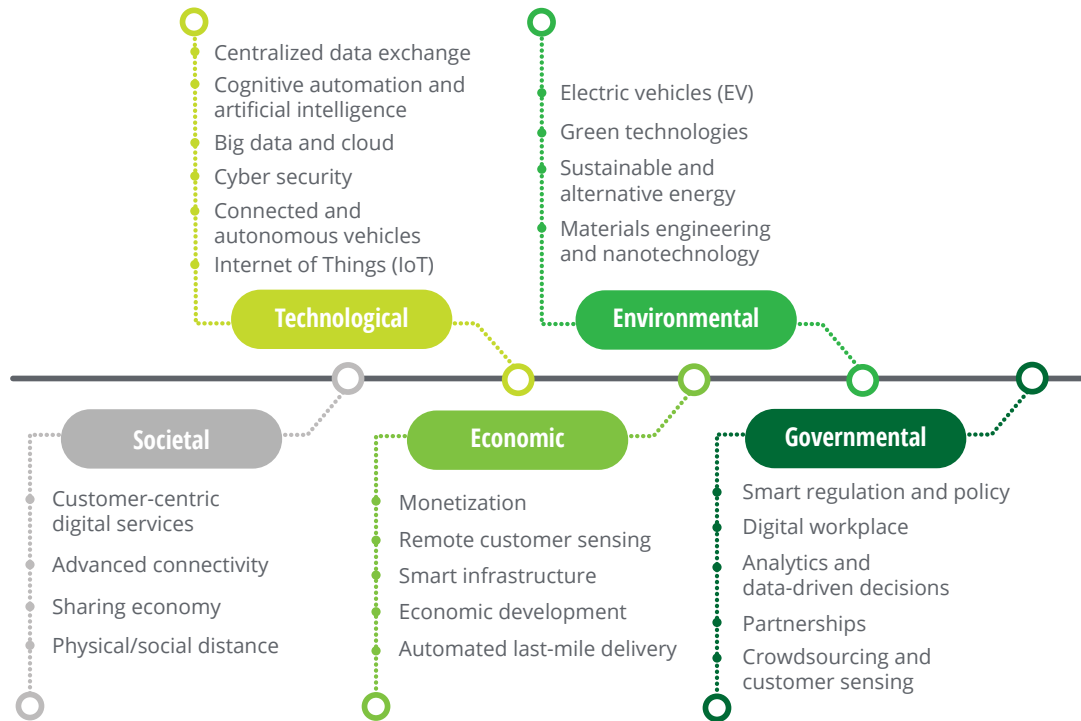 Centralized data exchange
Cognitive automation and
artificial intelligence
Big data and cloud
Cyber security
Connected and
autonomous vehicles
Internet of Things (IoT)
Technological
Electric vehicles (EV)
Green technologies
Sustainable and
alternative energy
Materials engineering
and nanotechnology
Environmental
Societal
Customer-centric
digital services
Advanced connectivity
Sharing economy
Physical/social distance
Economic
Monetization
Remote customer sensing
Smart infrastructure
Economic development
Automated last-mile delivery
Governmental
Smart regulation and policy
Digital workplace
Analytics and
data-driven decisions
Partnerships
Crowdsourcing and
customer sensing